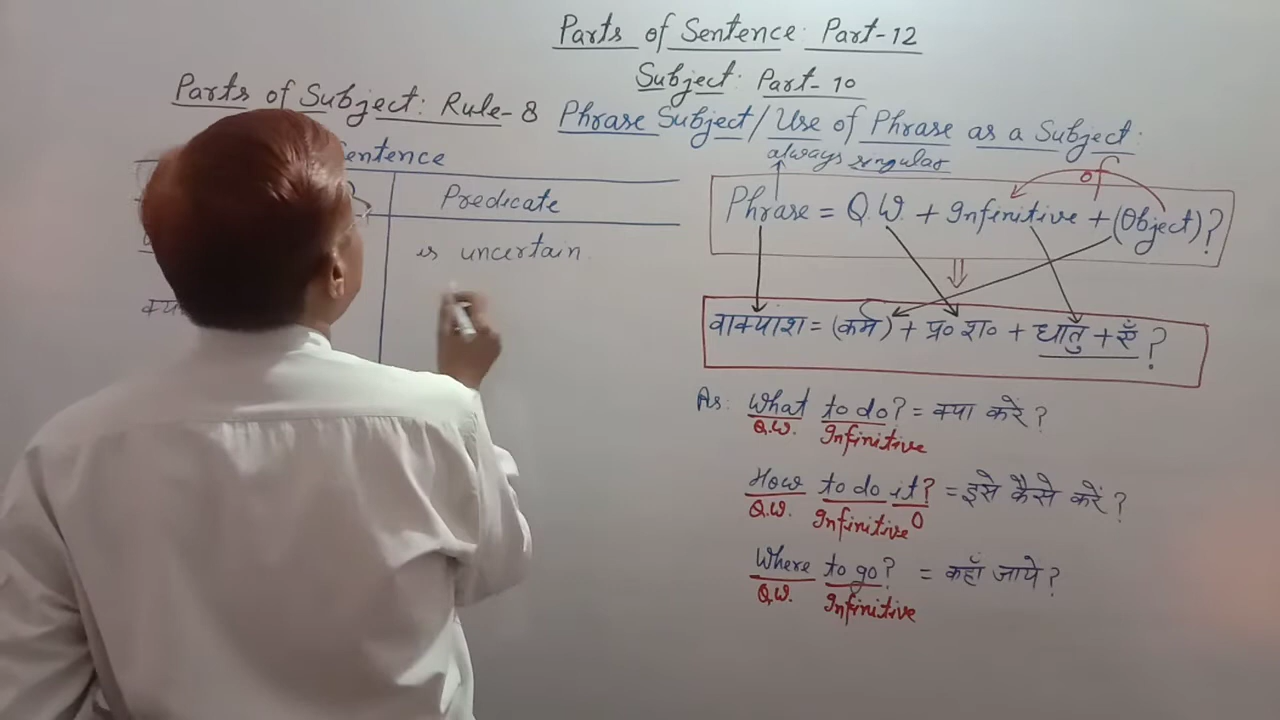 Parts of Sentence: Part-12
Subject: Part-10
Parts of Subject: Rule-8 Phrase Subject/Use of Phrase as a Subject:
always singular
Sentence
Predicate
is uncertain.
of
Phrase = Q.W. + Infinitive + (Object)?
वाक्यांश = (कर्म) + प्र० श० + धातु + एँ ?
As: What to do? = क्या करें ?
Q.W. Infinitive
How to do it? = इसे कैसे करें ?
Q.W. Infinitive O
Where to go? = कहाँ जाये ?
Q.W. Infinitive